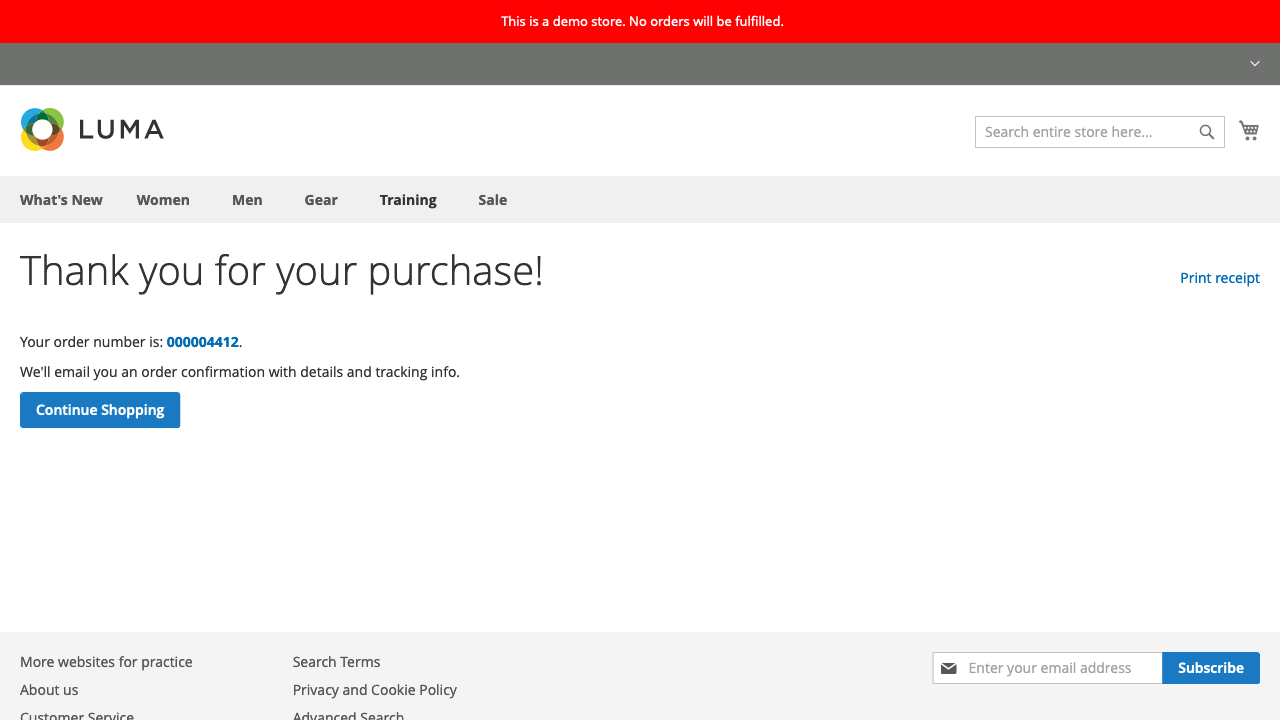 This is a demo store. No orders will be fulfilled.
LUMA
Search entire store here...
What's New Women Men Gear Training Sale
Thank you for your purchase!
Print receipt
Your order number is: 000004412.
We'll email you an order confirmation with details and tracking info.
Continue Shopping
More websites for practice
About us
Customer Service
Search Terms
Privacy and Cookie Policy
Advanced Search
Enter your email address
Subscribe